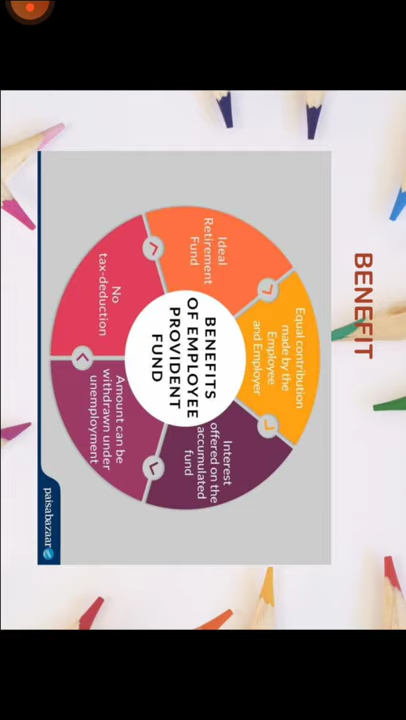 BENEFIT
BENEFITS
OF EMPLOYEE
PROVIDENT
FUND
Equal contribution
made by the
Employee
and Employer
Interest
offered on the
accumulated
fund
Amount can be
withdrawn under
unemployment
No
tax-deduction
Ideal
Retirement
Fund
paisabazaar